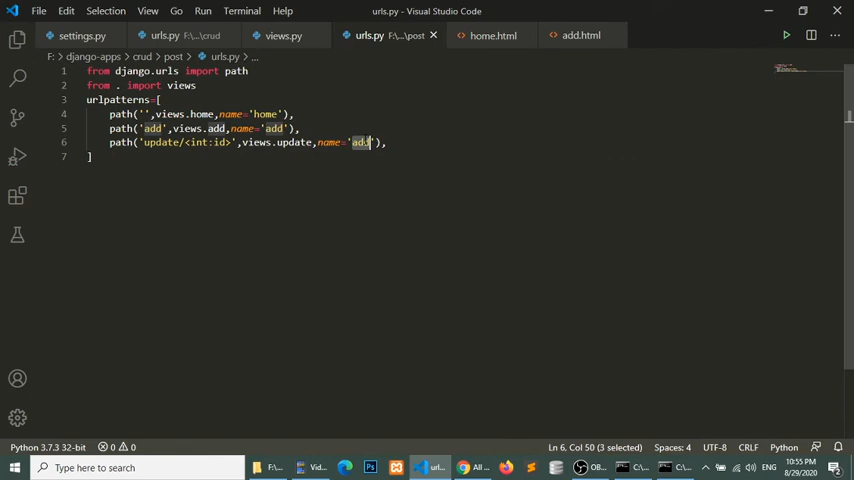 File Edit Selection View Go Run Terminal Help
urls.py - Visual Studio Code
settings.py urls.py F:\...\crud views.py urls.py F:\...\post home.html add.html
F: > django-apps > crud > post > urls.py > ...
1 from django.urls import path
2 from . import views
3 urlpatterns=[
4 path('',views.home,name='home'),
5 path('add',views.add,name='add'),
6 path('update/<int:id>',views.update,name='add'),
7 ]
Python 3.7.3 32-bit 0 0 Ln 6, Col 50 (3 selected) Spaces: 4 UTF-8 CRLF Python
Type here to search F:\... Vid... url... All ... OB... C:\... C:\... ENG 10:55 PM
8/29/2020
2